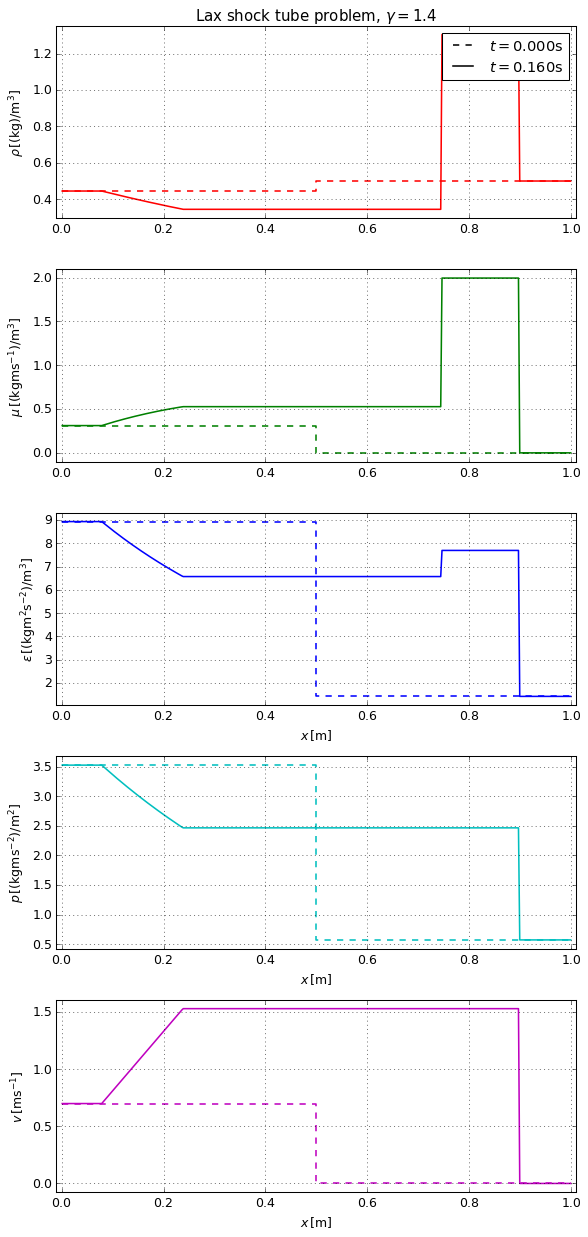 Lax shock tube problem, γ = 1.4
t = 0.000s
t = 0.160s
ρ [(kg)/m³]
1.2
1.0
0.8
0.6
0.4
0.0 0.2 0.4 0.6 0.8 1.0
μ [(kgms⁻¹)/m³]
2.0
1.5
1.0
0.5
0.0
0.0 0.2 0.4 0.6 0.8 1.0
ε [(kgm²s⁻²)/m³]
9
8
7
6
5
4
3
2
0.0 0.2 0.4 0.6 0.8 1.0
x [m]
p [(kgms⁻²)/m²]
3.5
3.0
2.5
2.0
1.5
1.0
0.5
0.0 0.2 0.4 0.6 0.8 1.0
x [m]
v [ms⁻¹]
1.5
1.0
0.5
0.0
0.0 0.2 0.4 0.6 0.8 1.0
x [m]